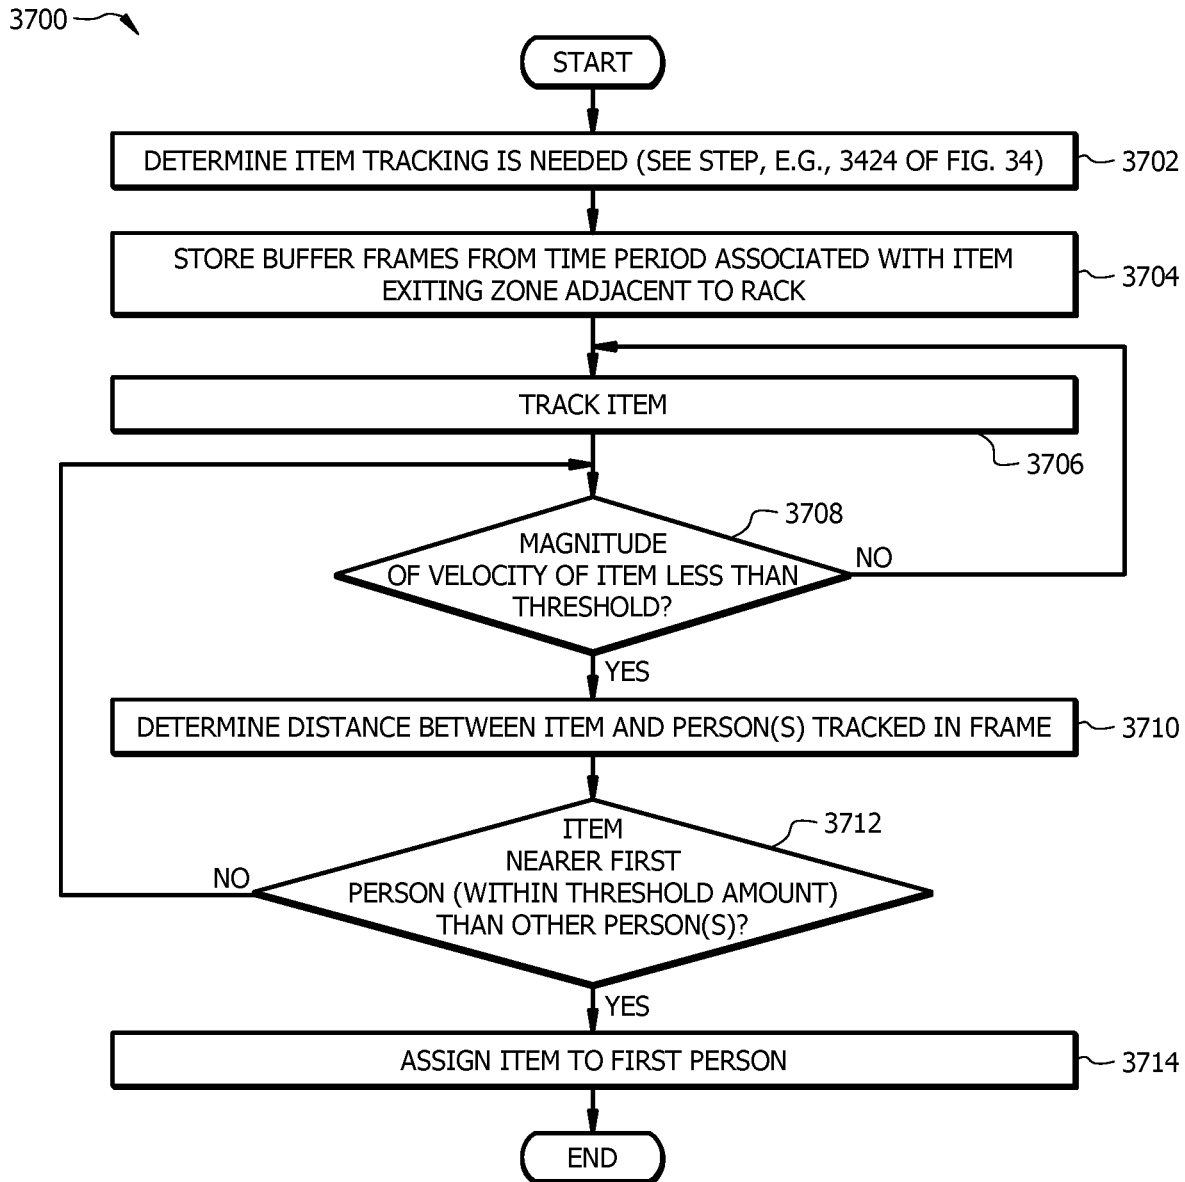 3700
START
DETERMINE ITEM TRACKING IS NEEDED (SEE STEP, E.G., 3424 OF FIG. 34)
3702
STORE BUFFER FRAMES FROM TIME PERIOD ASSOCIATED WITH ITEM
EXITING ZONE ADJACENT TO RACK
3704
TRACK ITEM
3706
3708
MAGNITUDE
OF VELOCITY OF ITEM LESS THAN
THRESHOLD?
NO
YES
DETERMINE DISTANCE BETWEEN ITEM AND PERSON(S) TRACKED IN FRAME
3710
3712
ITEM
NEARER FIRST
PERSON (WITHIN THRESHOLD AMOUNT)
THAN OTHER PERSON(S)?
NO
YES
ASSIGN ITEM TO FIRST PERSON
3714
END